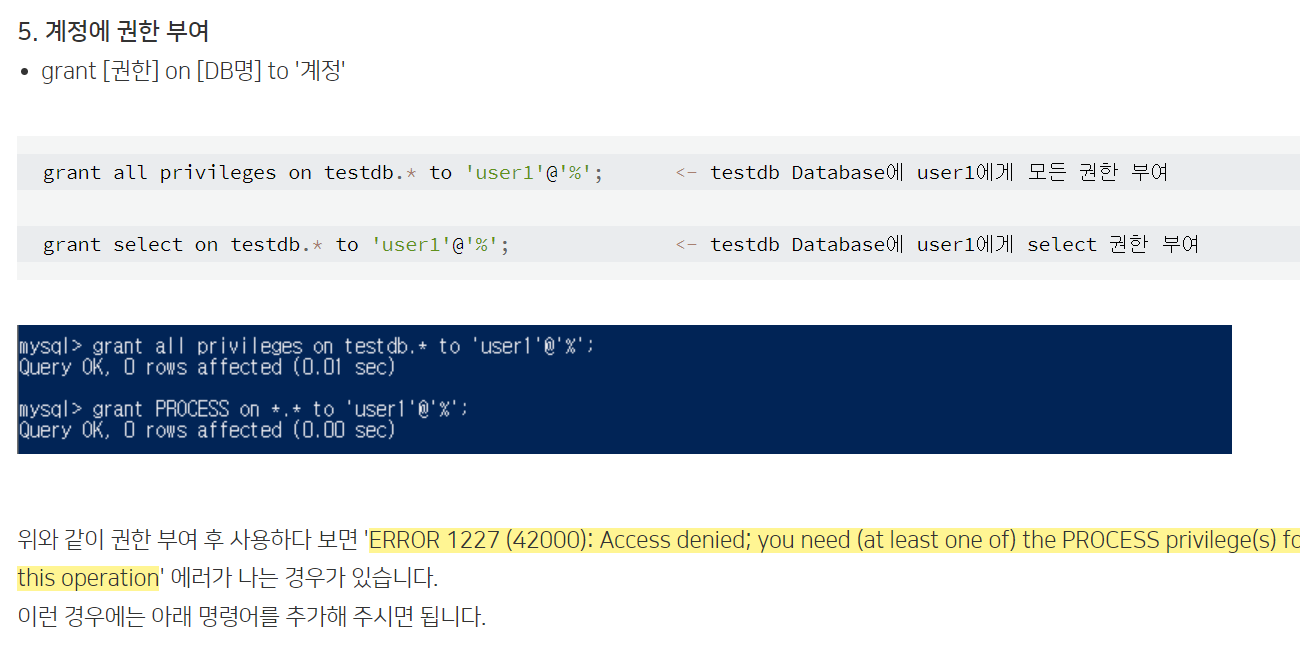 5. 계정에 권한 부여
• grant [권한] on [DB명] to '계정'
grant all privileges on testdb.* to 'user1'@'%'; <- testdb Database에 user1에게 모든 권한 부여
grant select on testdb.* to 'user1'@'%'; <- testdb Database에 user1에게 select 권한 부여
mysql> grant all privileges on testdb.* to 'user1'@'%';
Query OK, 0 rows affected (0.01 sec)
mysql> grant PROCESS on *.* to 'user1'@'%';
Query OK, 0 rows affected (0.00 sec)
위와 같이 권한 부여 후 사용하다 보면 'ERROR 1227 (42000): Access denied; you need (at least one of) the PROCESS privilege(s) fo
this operation' 에러가 나는 경우가 있습니다.
이런 경우에는 아래 명령어를 추가해 주시면 됩니다.